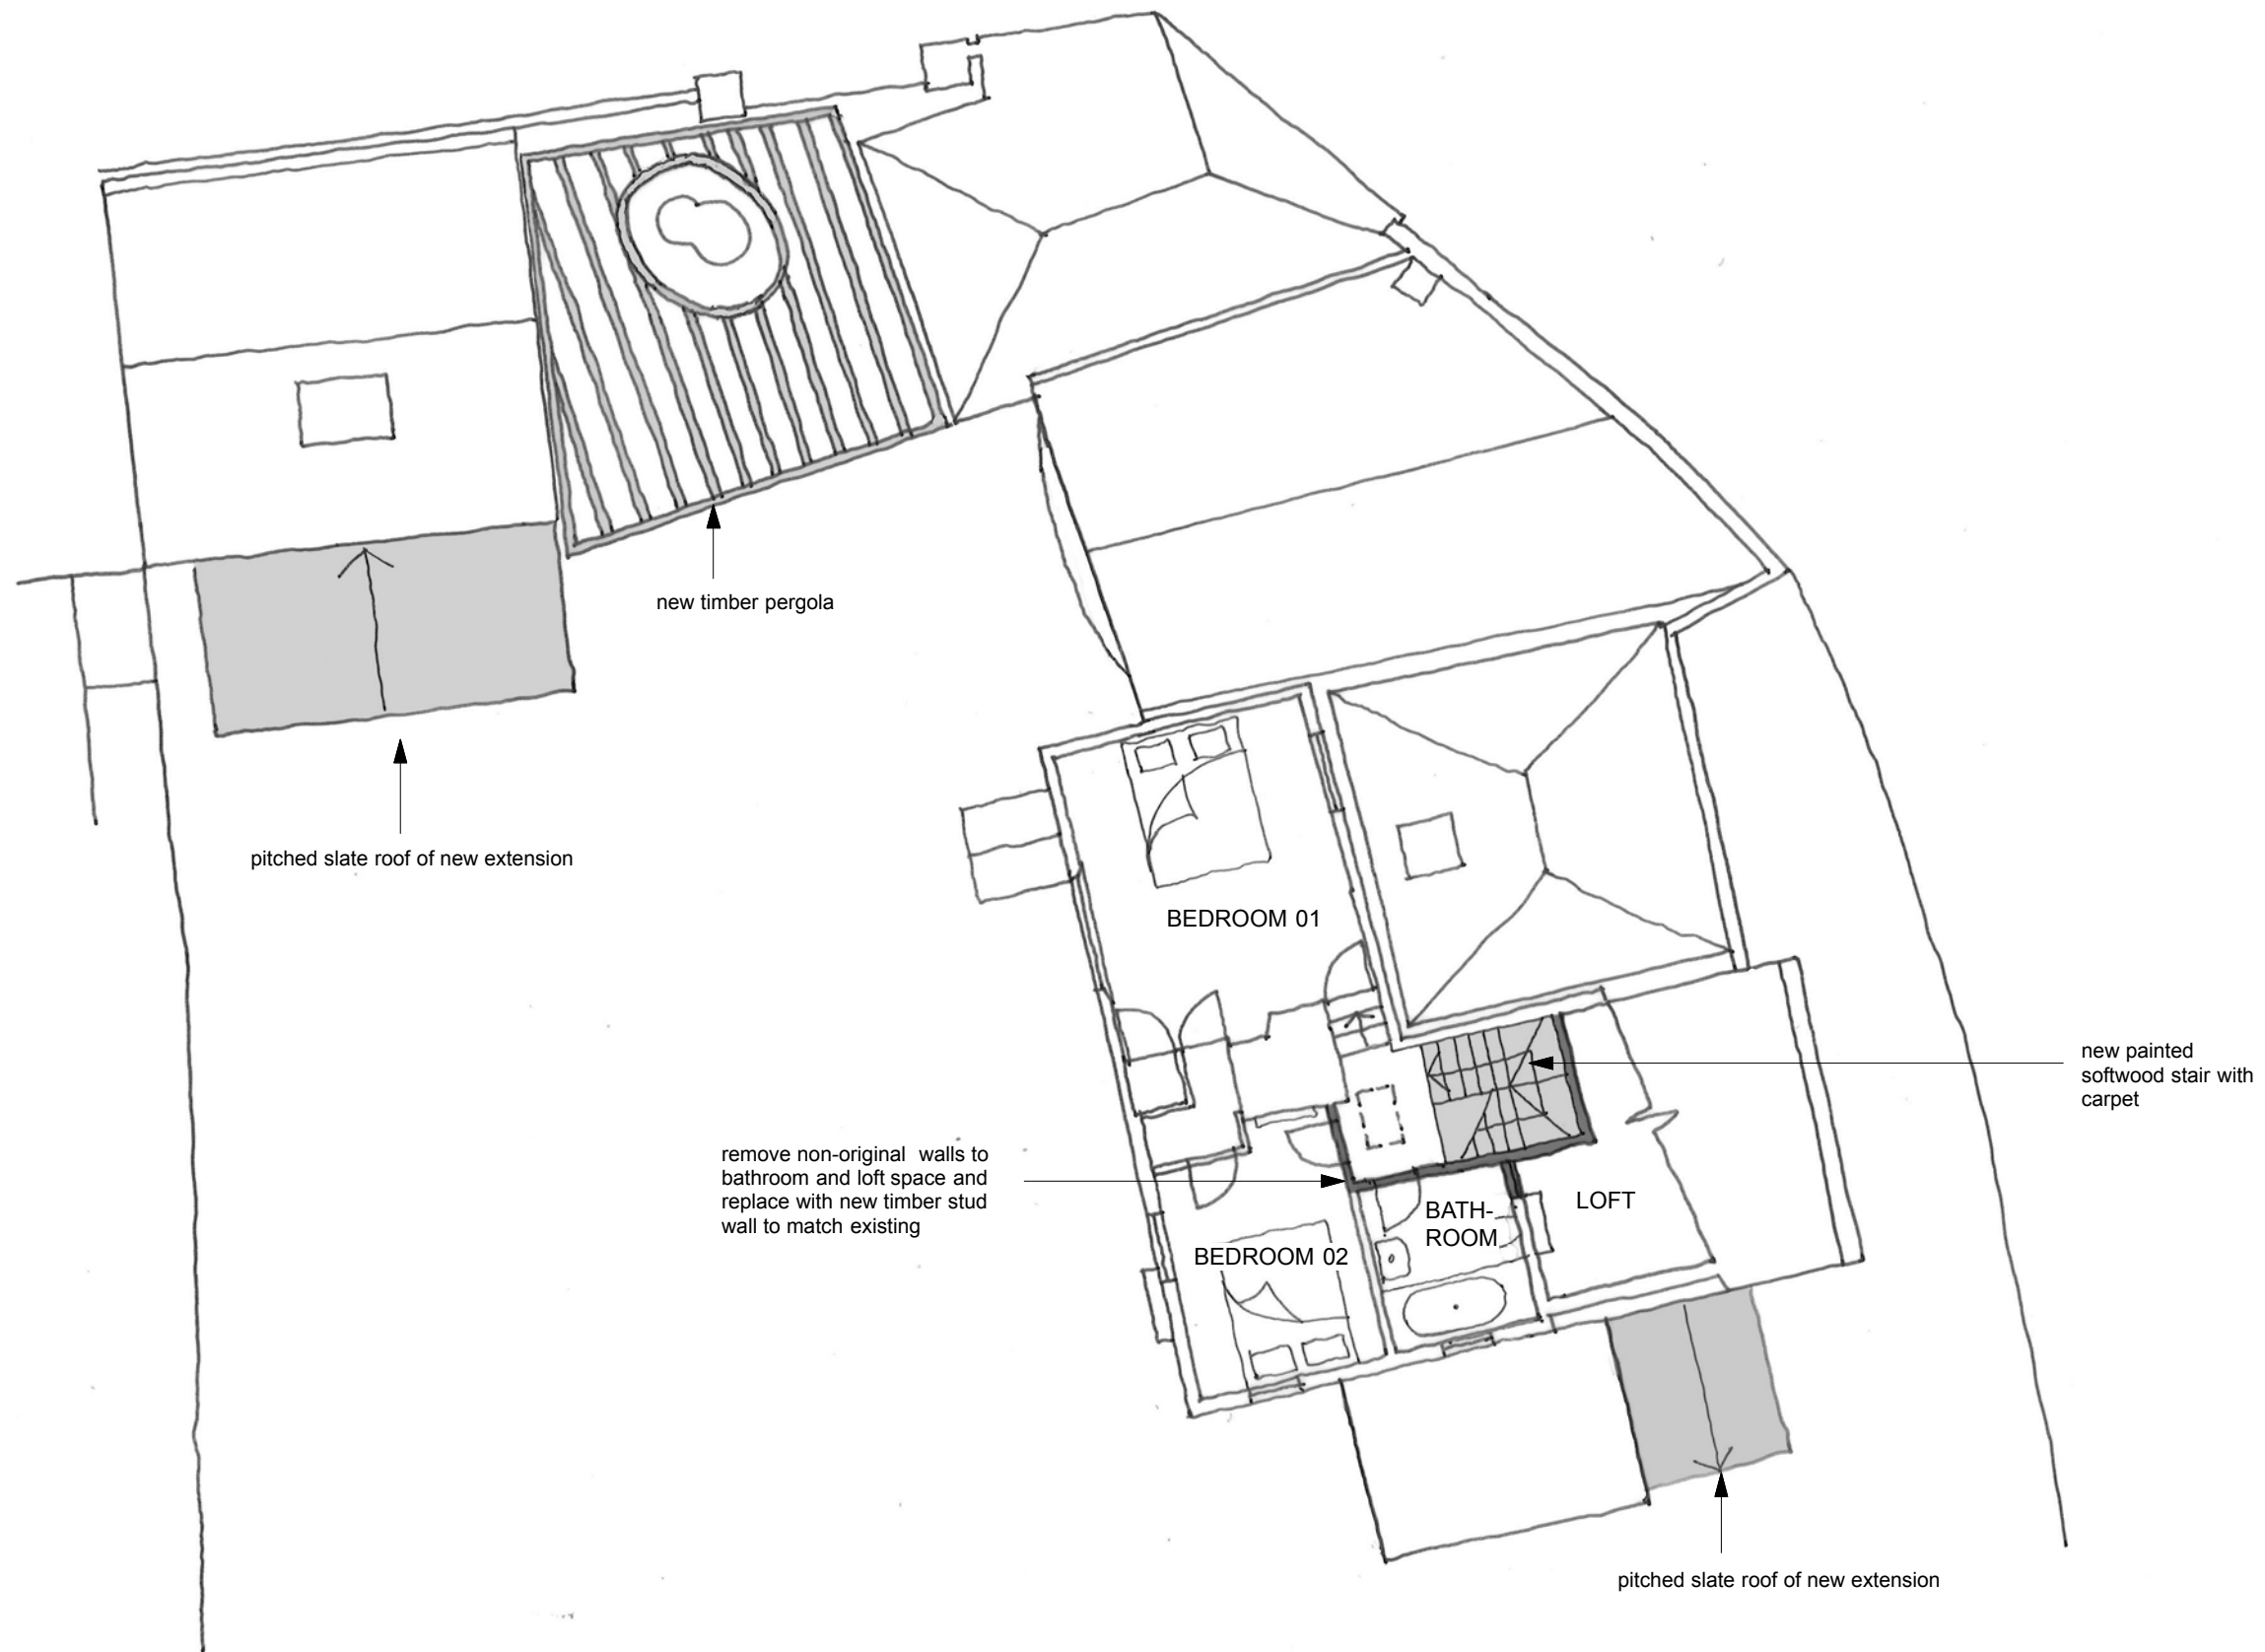 new timber pergola
pitched slate roof of new extension
BEDROOM 01
new painted
softwood stair with
carpet
remove non-original walls to
bathroom and loft space and
replace with new timber stud
wall to match existing
BATH-
ROOM
LOFT
BEDROOM 02
pitched slate roof of new extension